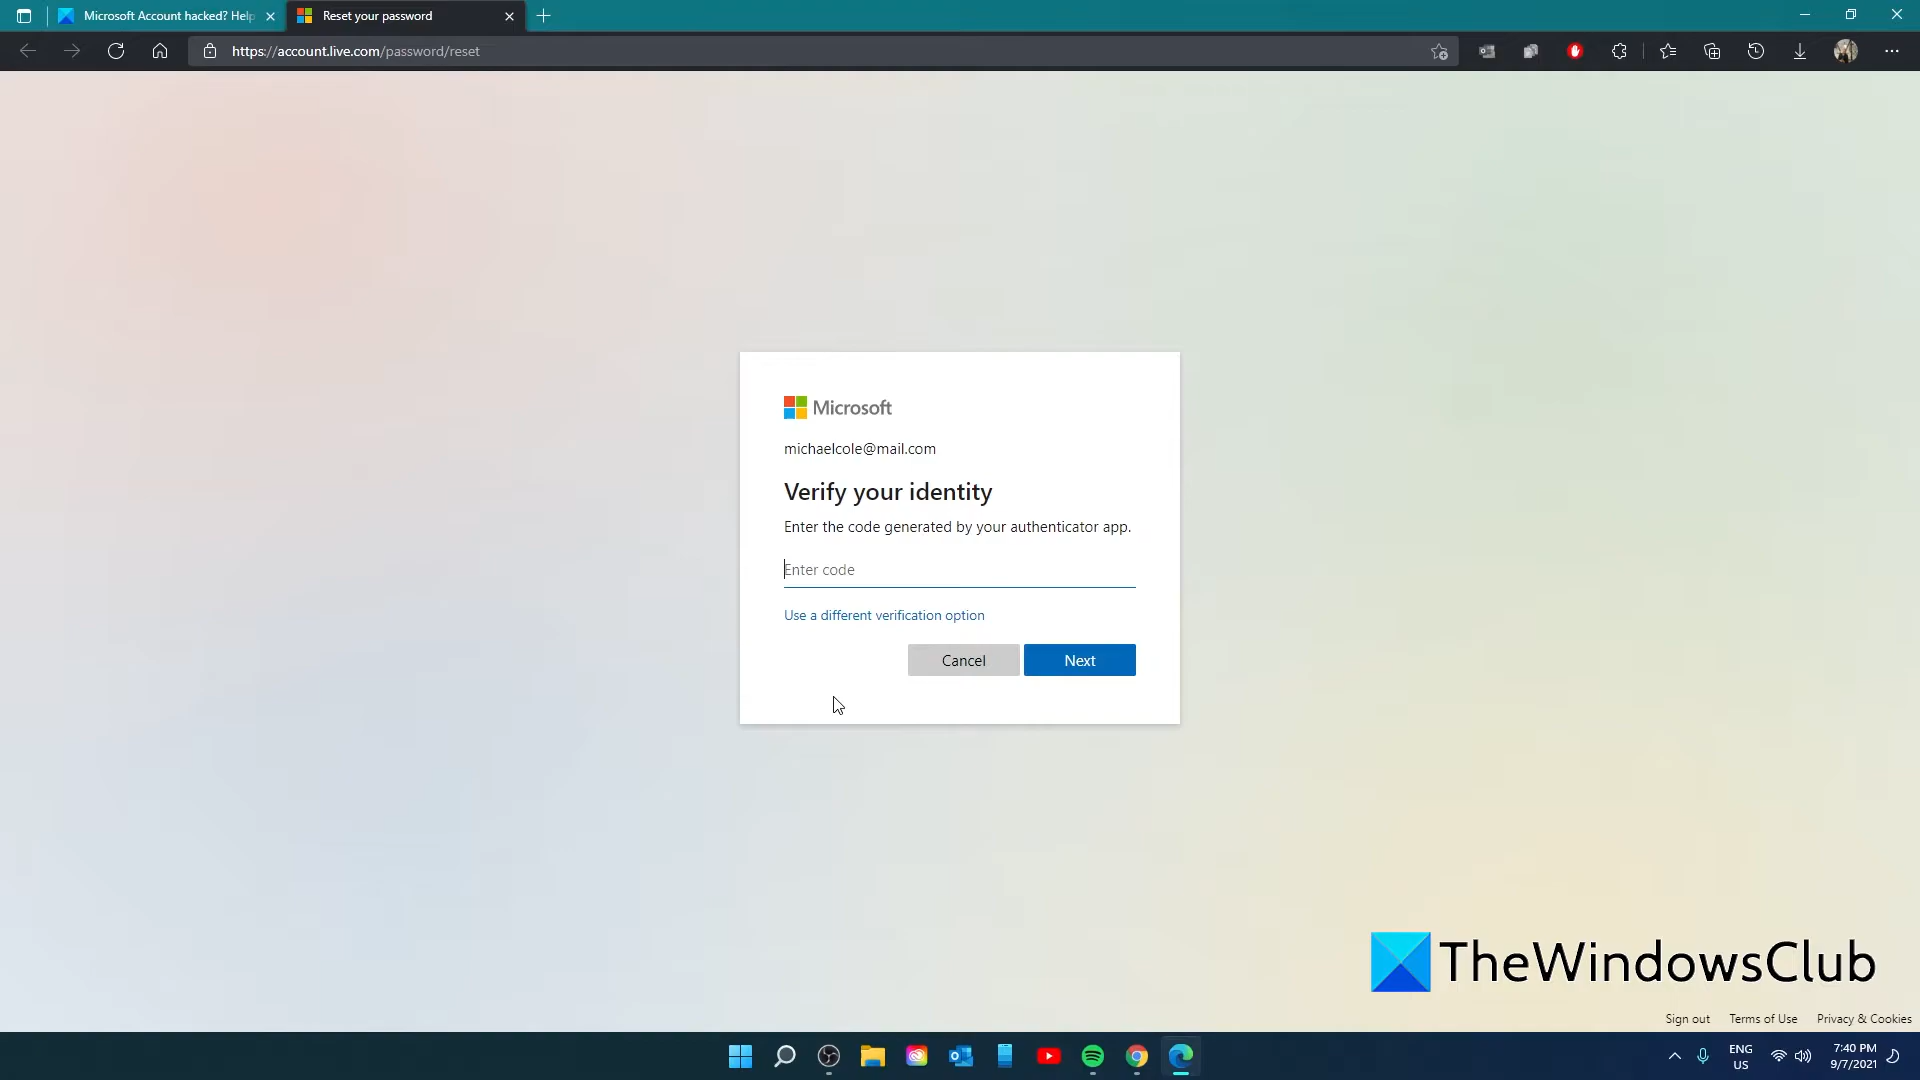 Microsoft Account hacked? Help
Reset your password
https://account.live.com/password/reset
Microsoft
michaelcole@mail.com
Verify your identity
Enter the code generated by your authenticator app.
Enter code
Use a different verification option
Cancel
Next
TheWindowsClub
Sign out
Terms of Use
Privacy & Cookies
ENG
US
7:40 PM
9/7/2021